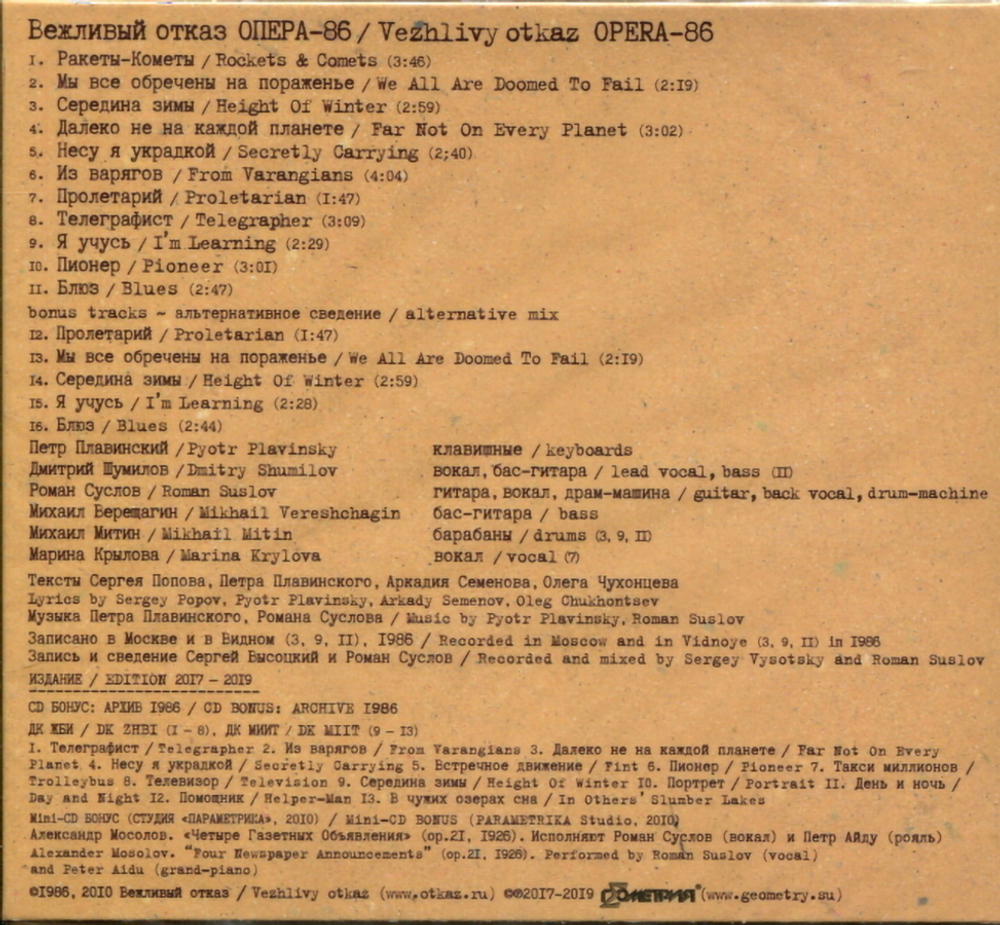 Вежливый отказ ОПЕРА-86 / Vezhlivy otkaz OPERA-86
1. Ракеты-Кометы / Rockets & Comets (3:46)
2. Мы все обречены на пораженье / We All Are Doomed To Fail (2:19)
3. Середина зимы / Height Of Winter (2:59)
4. Далеко не на каждой планете / Far Not On Every Planet (3:02)
5. Несу я украдкой / Secretly Carrying (2;40)
6. Из варягов / From Varangians (4:04)
7. Пролетарий / Proletarian (1:47)
8. Телеграфист / Telegrapher (3:09)
9. Я учусь / I'm Learning (2:29)
10. Пионер / Pioneer (3:01)
11. Блюз / Blues (2:47)
bonus tracks ~ альтернативное сведение / alternative mix
12. Пролетарий / Proletarian (1:47)
13. Мы все обречены на пораженье / We All Are Doomed To Fail (2:19)
14. Середина зимы / Height Of Winter (2:59)
15. Я учусь / I'm Learning (2:28)
16. Блюз / Blues (2:44)
Петр Плавинский / Pyotr Plavinsky клавишные / keyboards
Дмитрий Шумилов / Dmitry Shumilov вокал, бас-гитара / lead vocal, bass (11)
Роман Суслов / Roman Suslov гитара, вокал, драм-машина / guitar, back vocal, drum-machine
Михаил Верещагин / Mikhail Vereshchagin бас-гитара / bass
Михаил Митин / Mikhail Mitin барабаны / drums (3, 9, 11)
Марина Крылова / Marina Krylova вокал / vocal (7)
Тексты Сергея Попова, Петра Плавинского, Аркадия Семенова, Олега Чухонцева
Lyrics by Sergey Popov, Pyotr Plavinsky, Arkady Semenov, Oleg Chukhontsev
Музыка Петра Плавинского, Романа Суслова / Music by Pyotr Plavinsky, Roman Suslov
Записано в Москве и в Видном (3, 9, 11), 1986 / Recorded in Moscow and in Vidnoye (3, 9, 11) in 1986
Запись и сведение Сергей Высоцкий и Роман Суслов / Recorded and mixed by Sergey Vysotsky and Roman Suslov
ИЗДАНИЕ / EDITION 2017 - 2019
CD БОНУС: АРХИВ 1986 / CD BONUS: ARCHIVE 1986
ДК ЖБИ / DK ZHBI (1 - 8), ДК МИИТ / DK MIIT (9 - 13)
1. Телеграфист / Telegrapher 2. Из варягов / From Varangians 3. Далеко не на каждой планете / Far Not On Every
Planet 4. Несу я украдкой / Secretly Carrying 5. Встречное движение / Fint 6. Пионер / Pioneer 7. Такси миллионов /
Trolleybus 8. Телевизор / Television 9. Середина зимы / Height Of Winter 10. Портрет / Portrait 11. День и ночь /
Day and Night 12. Помощник / Helper-Man 13. В чужих озерах сна / In Others' Slumber Lakes
Mini-CD БОНУС (СТУДИЯ «ПАРАМЕТРИКА», 2010) / Mini-CD BONUS (PARAMETRIKA Studio, 2010)
Александр Мосолов. «Четыре Газетных Объявления» (op.21, 1926). Исполняют Роман Суслов (вокал) и Петр Айду (рояль)
Alexander Mosolov. "Four Newspaper Announcements" (op.21, 1926). Performed by Roman Suslov (vocal)
and Peter Aidu (grand-piano)
©1986, 2010 Вежливый отказ / Vezhlivy otkaz (www.otkaz.ru) ©℗2017-2019 ГЕОМЕТРИЯ (www.geometry.su)